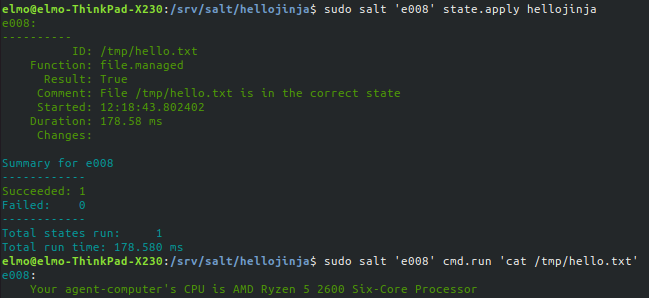 elmo@elmo-ThinkPad-X230:/srv/salt/hellojinja$ sudo salt 'e008' state.apply hellojinja
e008:
----------
          ID: /tmp/hello.txt
    Function: file.managed
      Result: True
     Comment: File /tmp/hello.txt is in the correct state
     Started: 12:18:43.802402
    Duration: 178.58 ms
     Changes:

Summary for e008
------------
Succeeded: 1
Failed:    0
------------
Total states run:     1
Total run time: 178.580 ms
elmo@elmo-ThinkPad-X230:/srv/salt/hellojinja$ sudo salt 'e008' cmd.run 'cat /tmp/hello.txt'
e008:
    Your agent-computer's CPU is AMD Ryzen 5 2600 Six-Core Processor